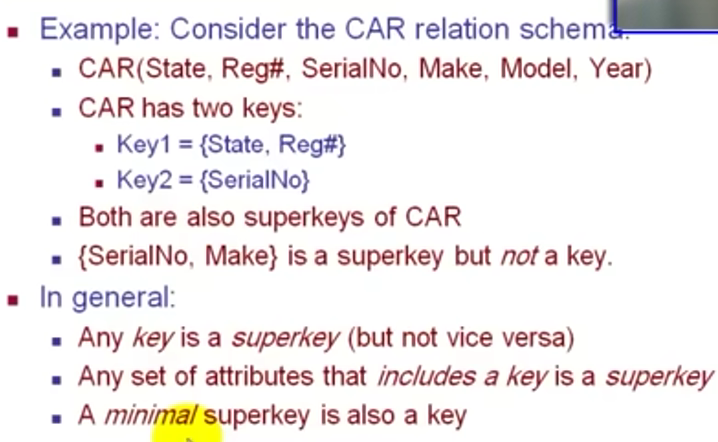 Example: Consider the CAR relation schema:
CAR(State, Reg#, SerialNo, Make, Model, Year)
CAR has two keys:
Key1 = {State, Reg#}
Key2 = {SerialNo}
Both are also superkeys of CAR
{SerialNo, Make} is a superkey but not a key.
In general:
Any key is a superkey (but not vice versa)
Any set of attributes that includes a key is a superkey
A minimal superkey is also a key